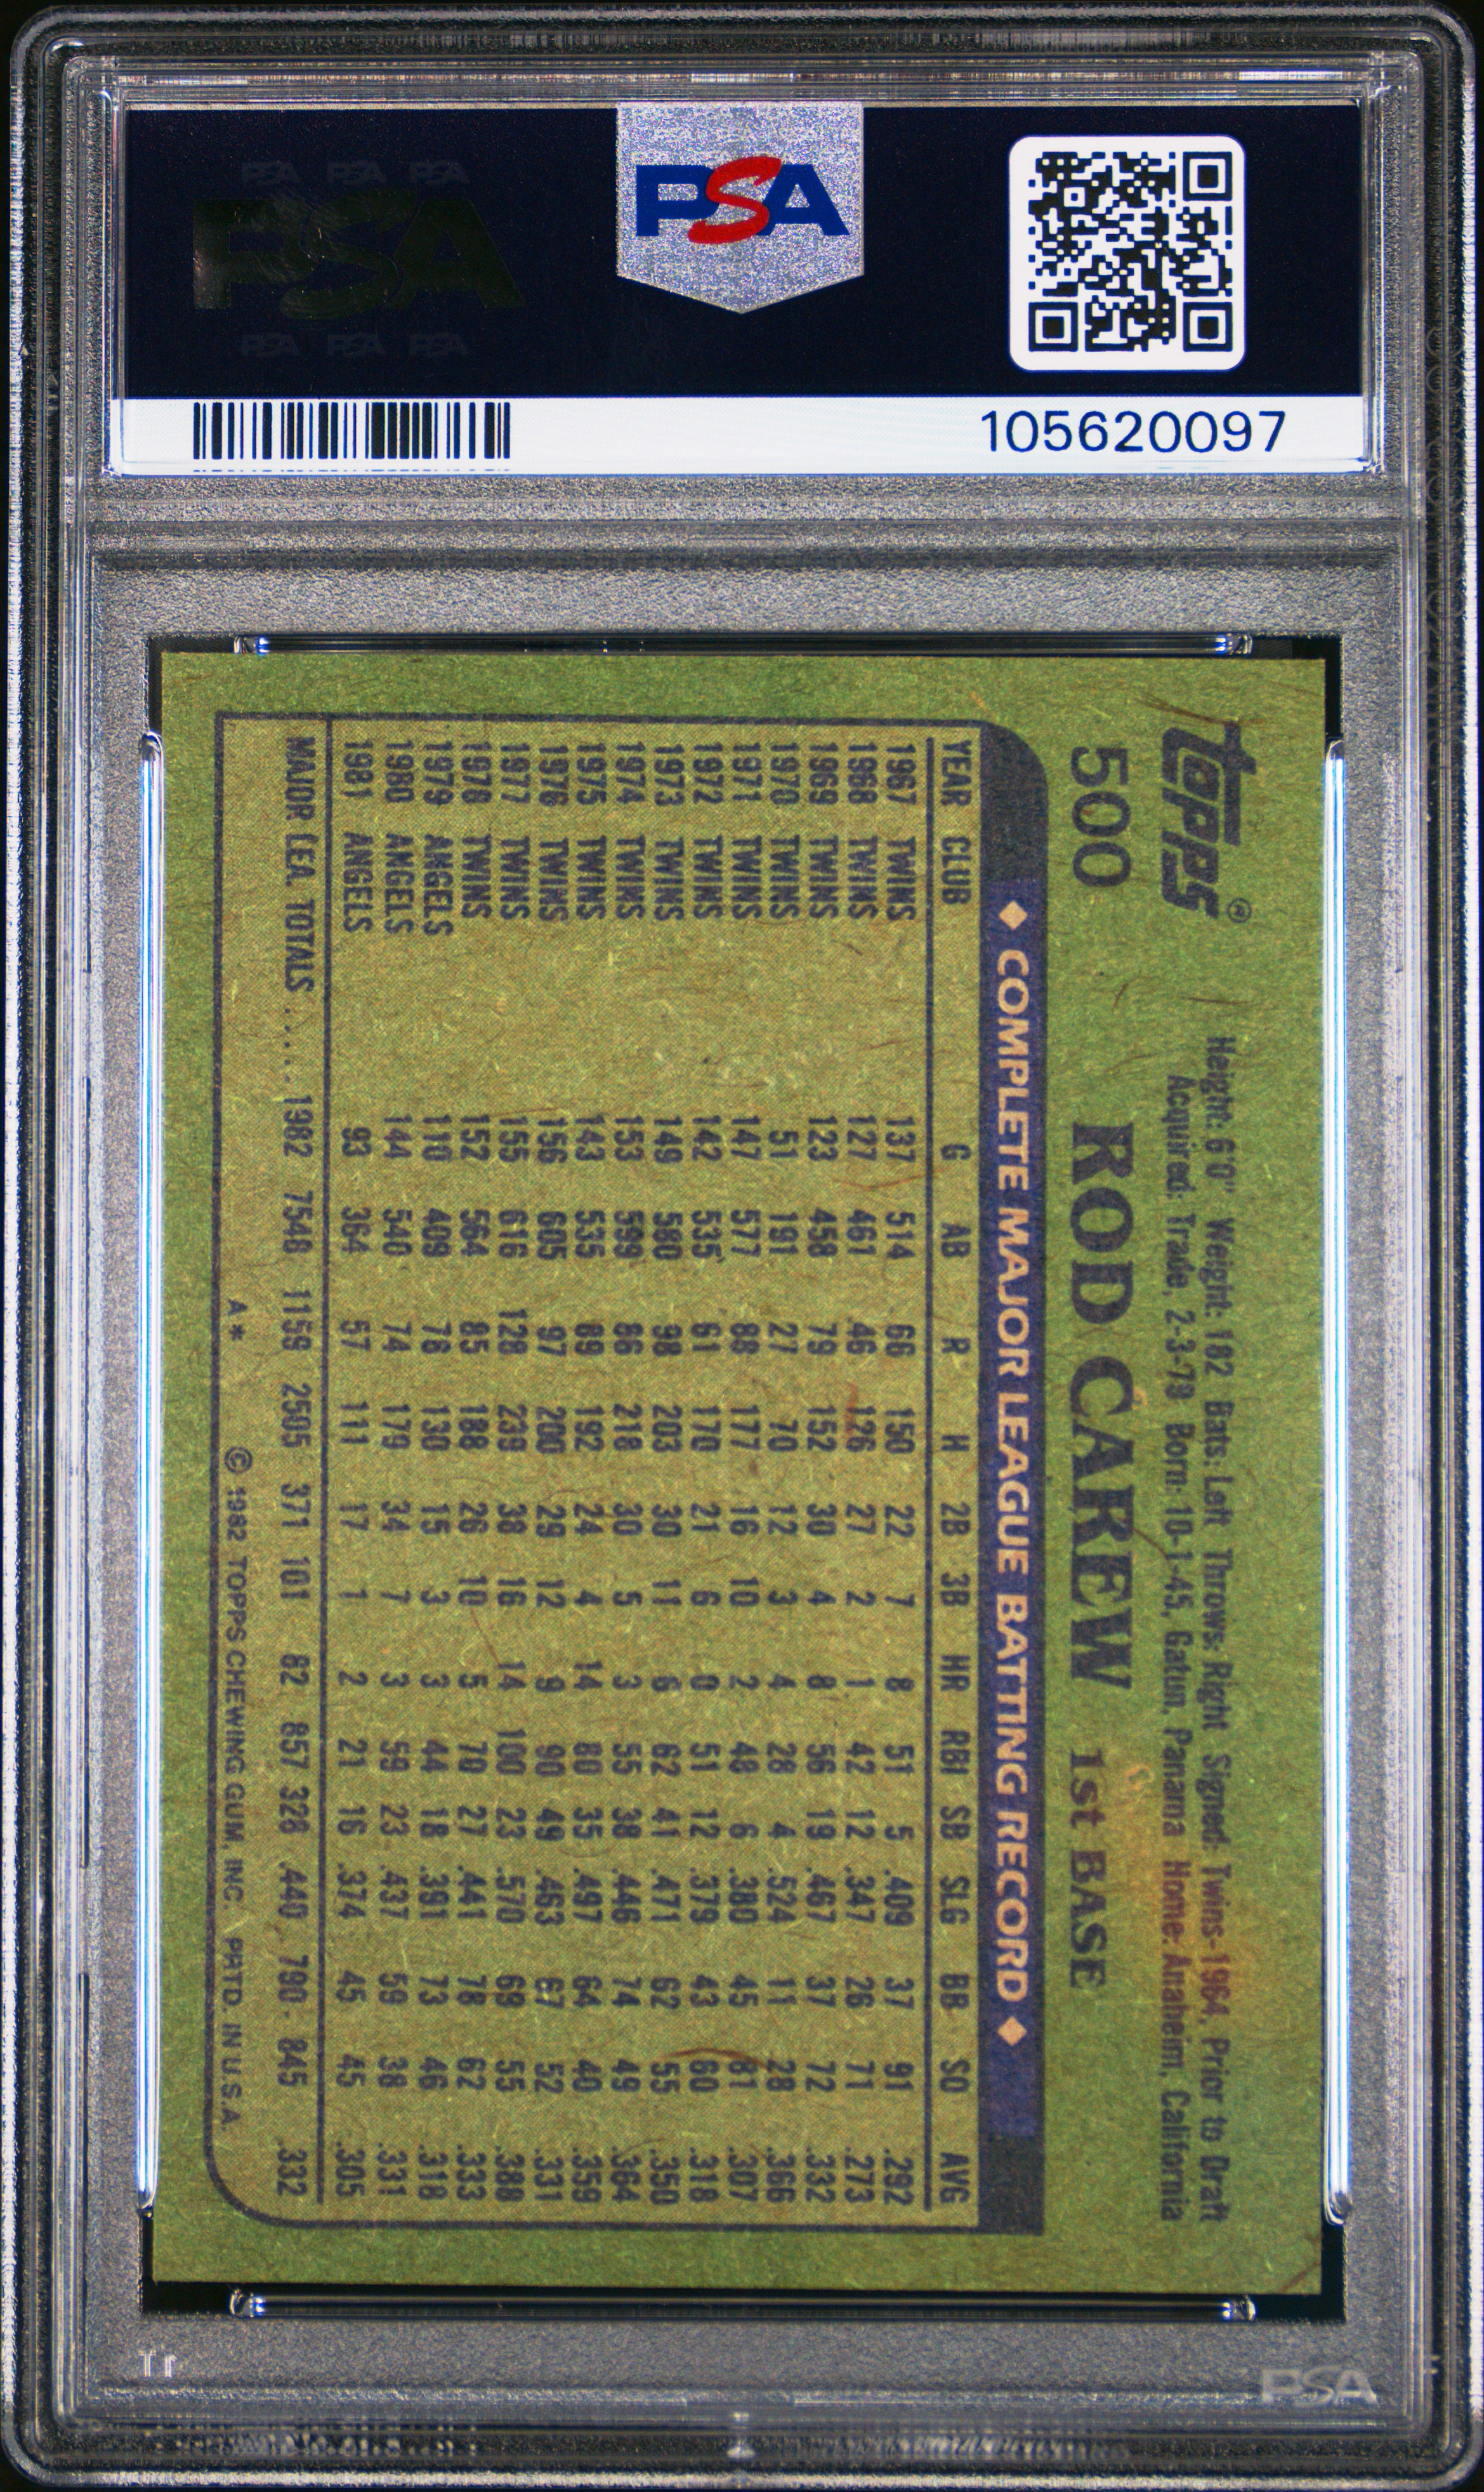 PSA PSA PSA
PSA
PSA PSA PSA
PSA
105620097
topps®
500 ROD CAREW 1st BASE
Height: 6'0" Weight: 182 Bats: Left Throws: Right Signed: Twins-1964, Prior to Draft
Acquired: Trade, 2-3-79 Born: 10-1-45, Gatun, Panama Home: Anaheim, California
◆ COMPLETE MAJOR LEAGUE BATTING RECORD ◆
YEAR CLUB G AB R H 2B 3B HR RBI SB SLG BB SO AVG
1967 TWINS 137 514 66 150 22 7 8 51 5 .409 37 91 .292
1968 TWINS 127 461 46 126 27 2 1 42 12 .347 26 71 .273
1969 TWINS 123 458 79 152 30 4 8 56 19 .467 37 72 .332
1970 TWINS 51 191 27 70 12 3 4 28 4 .524 11 28 .366
1971 TWINS 147 577 88 177 16 10 2 48 6 .380 45 81 .307
1972 TWINS 142 535 61 170 21 6 0 51 12 .379 43 60 .318
1973 TWINS 149 580 98 203 30 11 6 62 41 .471 62 55 .350
1974 TWINS 153 599 86 218 30 5 3 55 38 .446 74 49 .364
1975 TWINS 143 535 89 192 24 4 14 80 35 .497 64 40 .359
1976 TWINS 156 605 97 200 29 12 9 90 49 .463 67 52 .331
1977 TWINS 155 616 128 239 38 16 14 100 23 .570 69 55 .388
1978 TWINS 152 564 85 188 26 10 5 70 27 .441 78 62 .333
1979 ANGELS 110 409 78 130 15 3 3 44 18 .391 73 46 .318
1980 ANGELS 144 540 74 179 34 7 3 59 23 .437 59 38 .331
1981 ANGELS 93 364 57 111 17 1 2 21 16 .374 45 45 .305
MAJOR LEA. TOTALS ...... 1982 7548 1159 2505 371 101 82 857 328 .440 790 845 .332
A* © 1982 TOPPS CHEWING GUM, INC. PRTD. IN U.S.A.
PSA